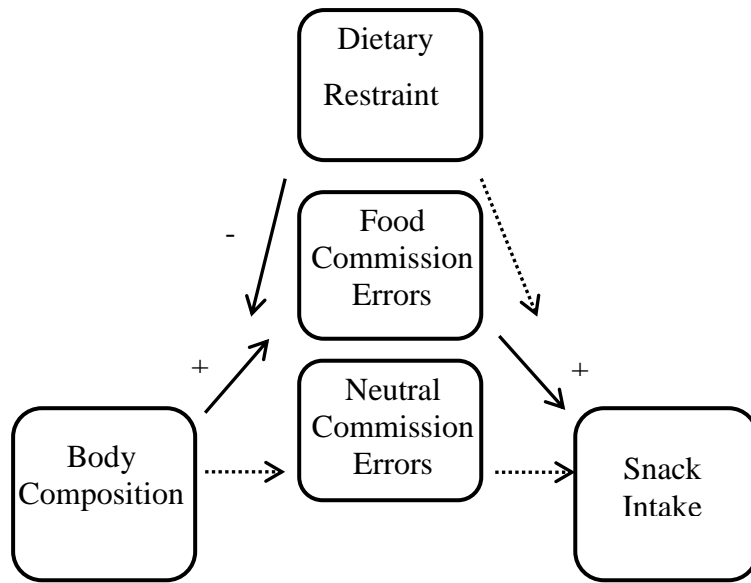 Dietary
Restraint
-
Food
Commission
Errors
+
+
Neutral
Commission
Errors
Body
Composition
Snack
Intake